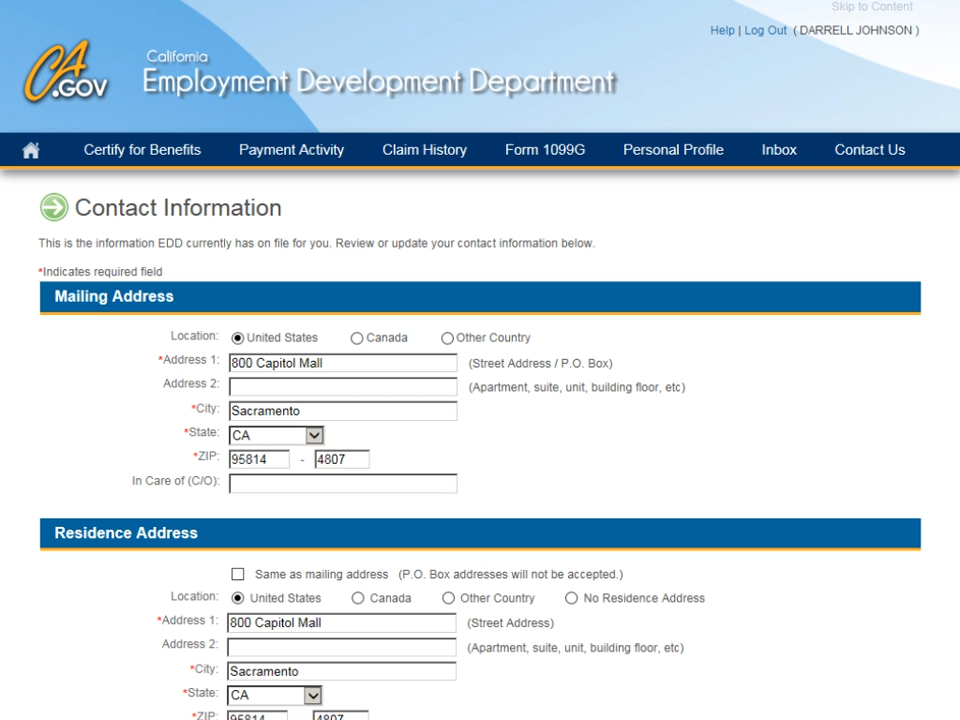 Skip to Content
Help | Log Out ( DARRELL JOHNSON )
CA.GOV
California
Employment Development Department
Certify for Benefits Payment Activity Claim History Form 1099G Personal Profile Inbox Contact Us
Contact Information
This is the information EDD currently has on file for you. Review or update your contact information below.
*Indicates required field
Mailing Address
Location: United States Canada Other Country
*Address 1: 800 Capitol Mall (Street Address / P.O. Box)
Address 2: (Apartment, suite, unit, building floor, etc)
*City: Sacramento
*State: CA
*ZIP: 95814 - 4807
In Care of (C/O):
Residence Address
Same as mailing address (P.O. Box addresses will not be accepted.)
Location: United States Canada Other Country No Residence Address
*Address 1: 800 Capitol Mall (Street Address)
Address 2: (Apartment, suite, unit, building floor, etc)
*City: Sacramento
*State: CA
*ZIP: 95814 4807